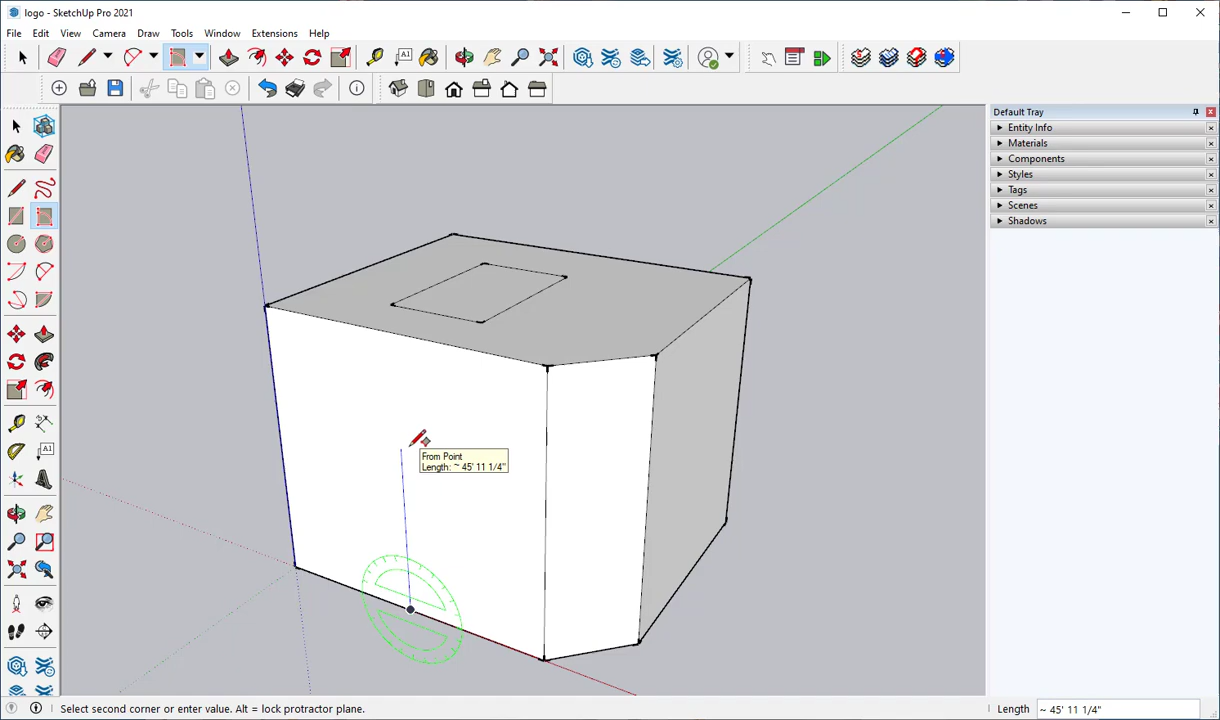 logo - SketchUp Pro 2021
File Edit View Camera Draw Tools Window Extensions Help
A1
Default Tray
Entity Info
Materials
Components
Styles
Tags
Scenes
Shadows
A1
From Point
Length: ~ 45' 11 1/4"
Select second corner or enter value. Alt = lock protractor plane.
Length ~ 45' 11 1/4"